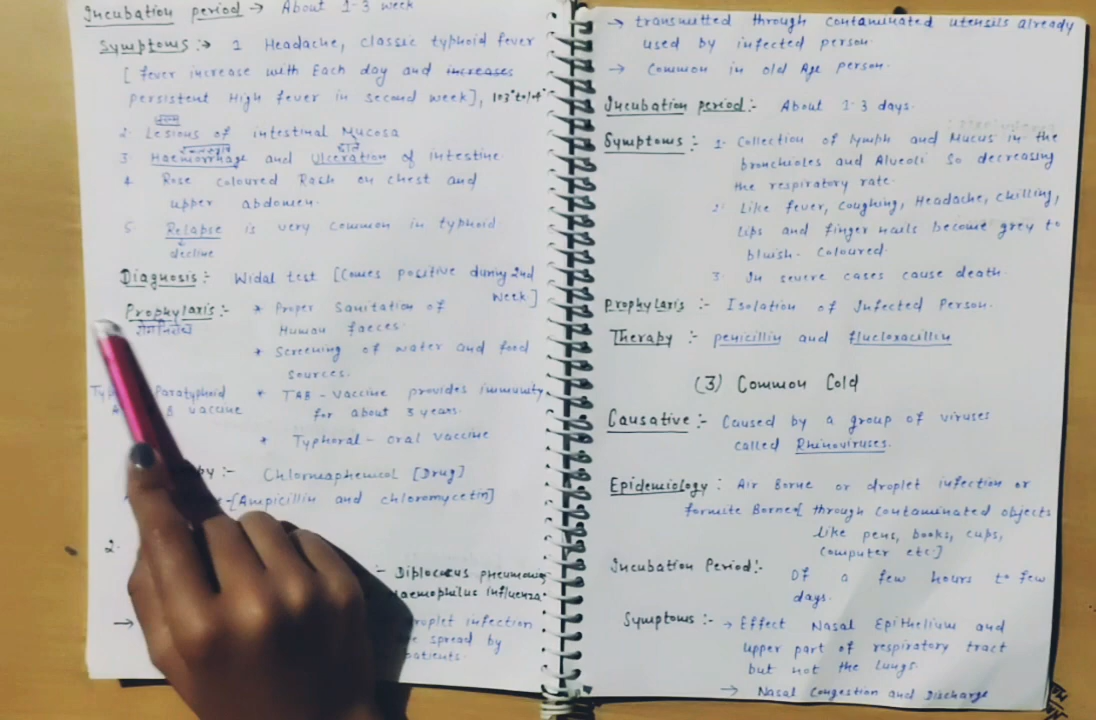 Incubation period → About 1-3 week
Symptoms :→ 1 Headache, classic typhoid fever
[ fever increase with Each day and increases
persistent High fever in second week], 103° to 104°
2. Lesions of intestinal Mucosa
3. Haemorrhage and Ulceration of intestine
4. Rose coloured Rash on chest and
upper abdomen.
5. Relapse is very common in typhoid
decline
Diagnosis :- Widal test [Comes positive during 2nd
week]
Prophylaxis :- * Proper Sanitation of
रोगनिरोध Human faeces.
* Screening of water and food
sources.
Paratyphoid * TAB - Vaccine provides immunity
B vaccine for about 3 years.
* Typhoral - oral vaccine
:- Chlormaphenicol [Drug]
- [Ampicillin and chloromycetin]
2.
:- Diplococus pneumoniae
Haemophilus influenza.
→ droplet infection
spread by
patients.
→ transmitted through contaminated utensils already
used by infected person.
→ Common in old Age person.
Incubation period :- About 1-3 days.
Symptoms :- 1. Collection of lymph and Mucus in the
bronchioles and Alveoli so decreasing
the respiratory rate.
2. Like fever, coughing, Headache, chilling,
lips and finger nails become grey to
bluish coloured.
3. In severe cases cause death.
Prophylaxis :- Isolation of Infected Person.
Therapy :- penicillin and flucloxacillin
(3) Common Cold
Causative :- Caused by a group of viruses
called Rhinoviruses.
Epidemiology : Air Borne or droplet infection or
formite Borne [through contaminated objects
like pens, books, cups,
Computer etc.]
Incubation Period :-
Of a few hours to few
days.
Symptoms :- → Effect Nasal Epithelium and
upper part of respiratory tract
but not the lungs.
→ Nasal Congestion and Discharge